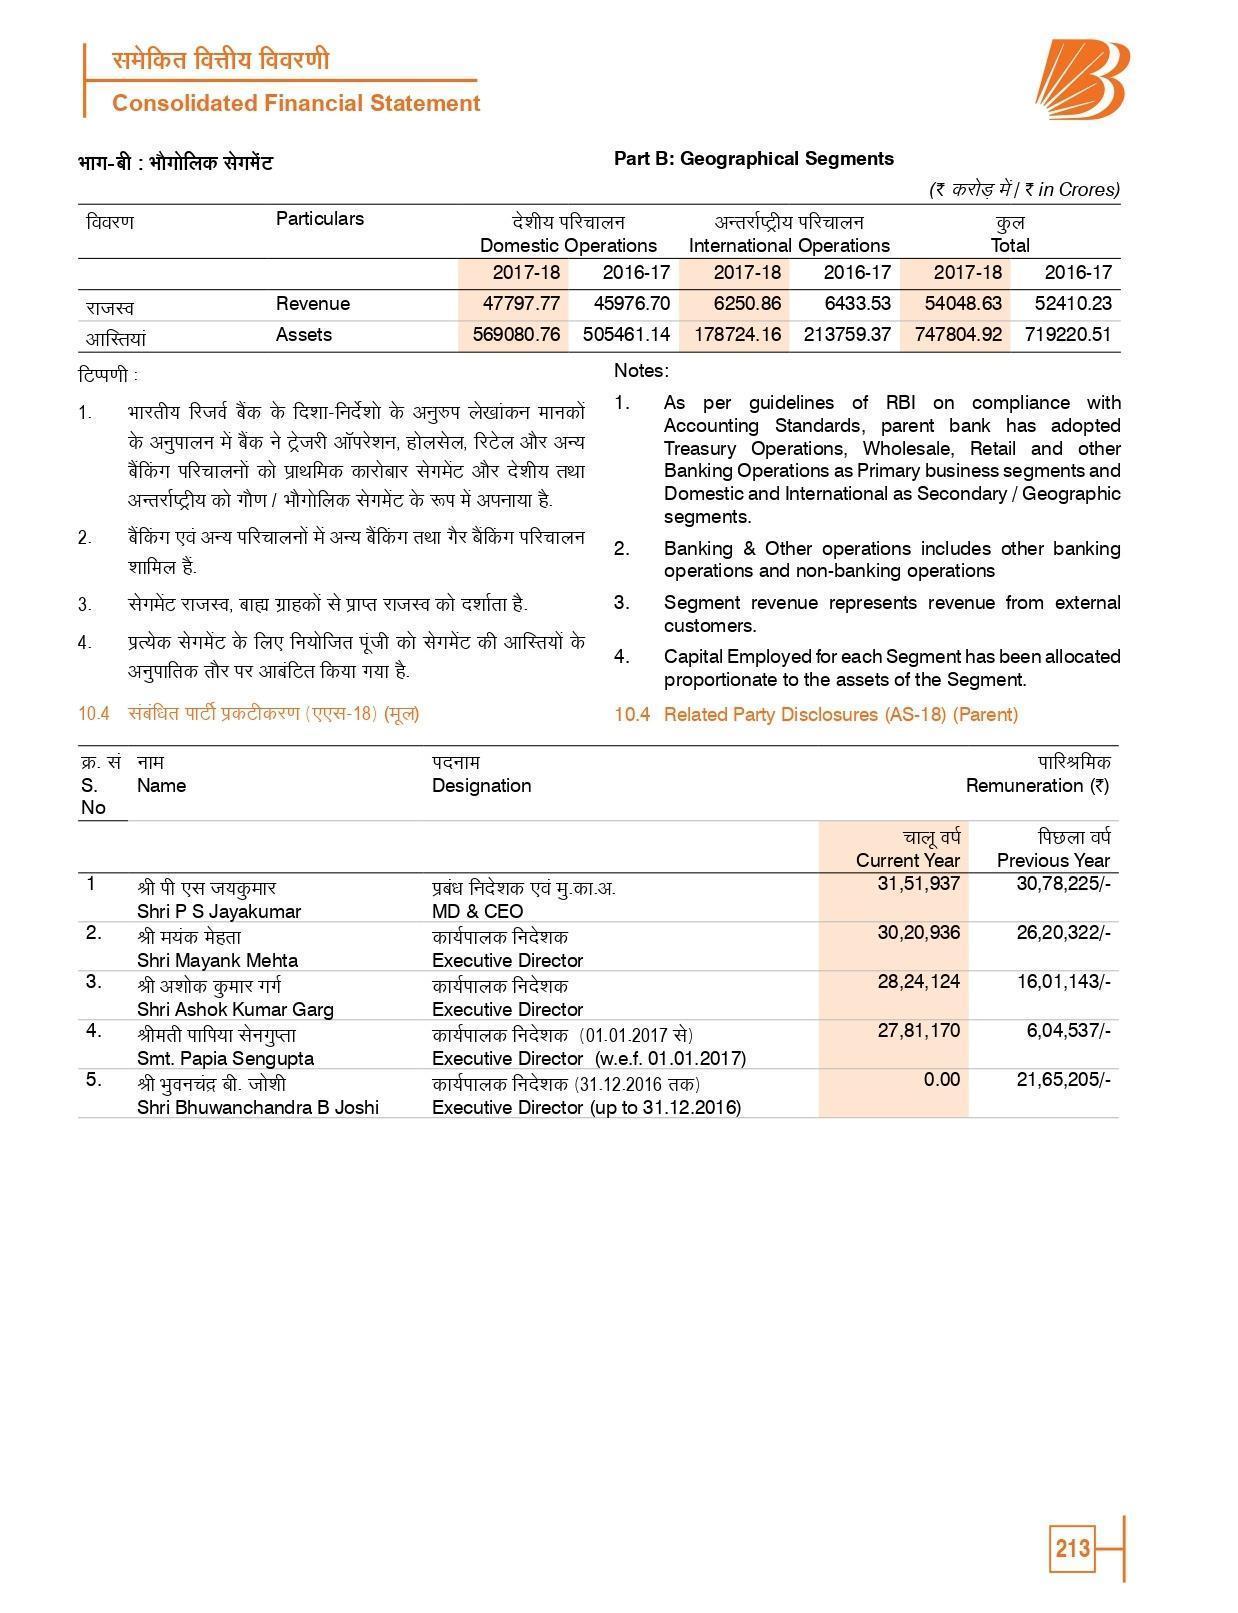 समेकित वित्तीय विवरणी
Consolidated Financial Statement
भाग-बी : भौगोलिक सेगमेंट
Part B: Geographical Segments
(₹ करोड़ में / ₹ in Crores)
विवरण Particulars देशीय परिचालन अन्तर्राष्ट्रीय परिचालन कुल
Domestic Operations International Operations Total
2017-18 2016-17 2017-18 2016-17 2017-18 2016-17
राजस्व Revenue 47797.77 45976.70 6250.86 6433.53 54048.63 52410.23
आस्तियां Assets 569080.76 505461.14 178724.16 213759.37 747804.92 719220.51
टिप्पणी :
1. भारतीय रिजर्व बैंक के दिशा-निर्देशो के अनुरुप लेखांकन मानकों
के अनुपालन में बैंक ने ट्रेजरी ऑपरेशन, होलसेल, रिटेल और अन्य
बैंकिंग परिचालनों को प्राथमिक कारोबार सेगमेंट और देशीय तथा
अन्तर्राष्ट्रीय को गौण / भौगोलिक सेगमेंट के रूप में अपनाया है.
2. बैंकिंग एवं अन्य परिचालनों में अन्य बैंकिंग तथा गैर बैंकिंग परिचालन
शामिल हैं.
3. सेगमेंट राजस्व, बाह्य ग्राहकों से प्राप्त राजस्व को दर्शाता है.
4. प्रत्येक सेगमेंट के लिए नियोजित पूंजी को सेगमेंट की आस्तियों के
अनुपातिक तौर पर आबंटित किया गया है.
10.4 संबंधित पार्टी प्रकटीकरण (एएस-18) (मूल)
Notes:
1. As per guidelines of RBI on compliance with
Accounting Standards, parent bank has adopted
Treasury Operations, Wholesale, Retail and other
Banking Operations as Primary business segments and
Domestic and International as Secondary / Geographic
segments.
2. Banking & Other operations includes other banking
operations and non-banking operations
3. Segment revenue represents revenue from external
customers.
4. Capital Employed for each Segment has been allocated
proportionate to the assets of the Segment.
10.4 Related Party Disclosures (AS-18) (Parent)
क्र. सं नाम पदनाम पारिश्रमिक
S. Name Designation Remuneration (₹)
No
चालू वर्ष पिछला वर्ष
Current Year Previous Year
1 श्री पी एस जयकुमार प्रबंध निदेशक एवं मु.का.अ. 31,51,937 30,78,225/-
Shri P S Jayakumar MD & CEO
2. श्री मयंक मेहता कार्यपालक निदेशक 30,20,936 26,20,322/-
Shri Mayank Mehta Executive Director
3. श्री अशोक कुमार गर्ग कार्यपालक निदेशक 28,24,124 16,01,143/-
Shri Ashok Kumar Garg Executive Director
4. श्रीमती पापिया सेनगुप्ता कार्यपालक निदेशक (01.01.2017 से) 27,81,170 6,04,537/-
Smt. Papia Sengupta Executive Director (w.e.f. 01.01.2017)
5. श्री भुवनचंद्र बी. जोशी कार्यपालक निदेशक (31.12.2016 तक) 0.00 21,65,205/-
Shri Bhuwanchandra B Joshi Executive Director (up to 31.12.2016)
213